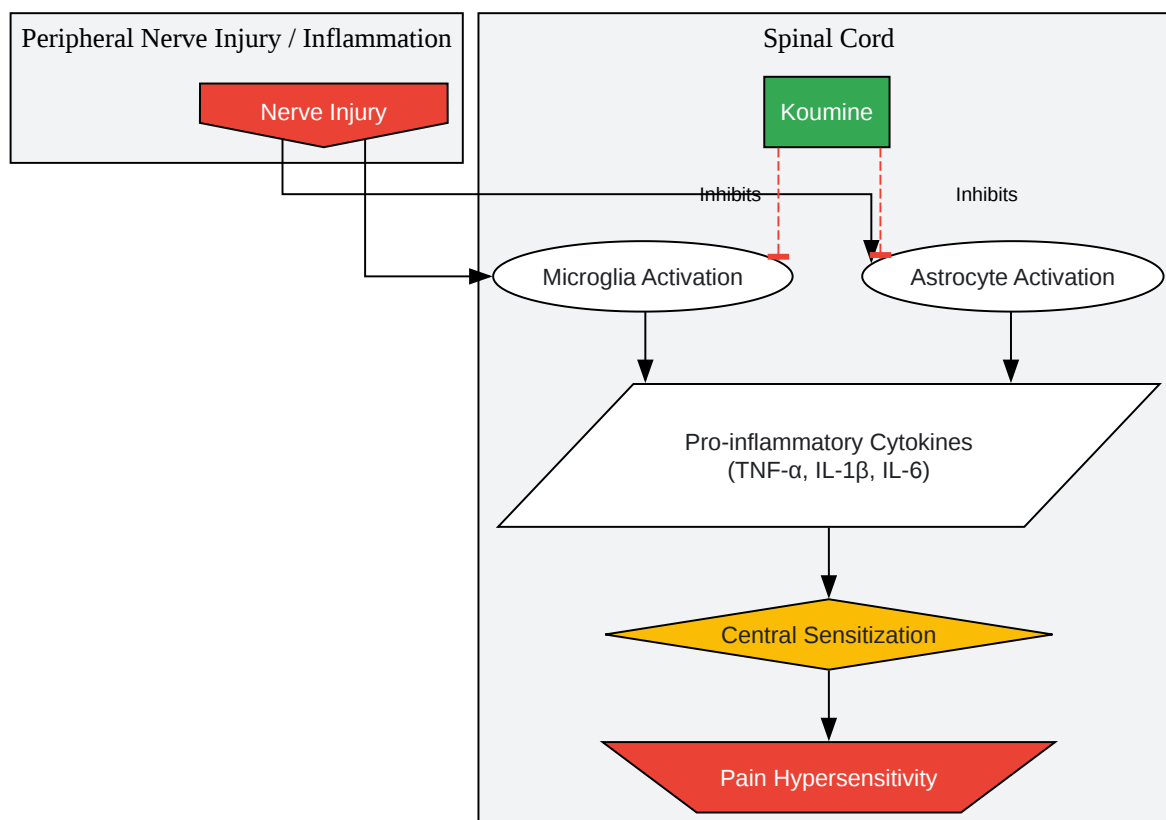 Peripheral Nerve Injury / Inflammation
Spinal Cord
Nerve Injury
Koumine
Inhibits
Inhibits
Microglia Activation
Astrocyte Activation
Pro-inflammatory Cytokines
(TNF-α, IL-1β, IL-6)
Central Sensitization
Pain Hypersensitivity